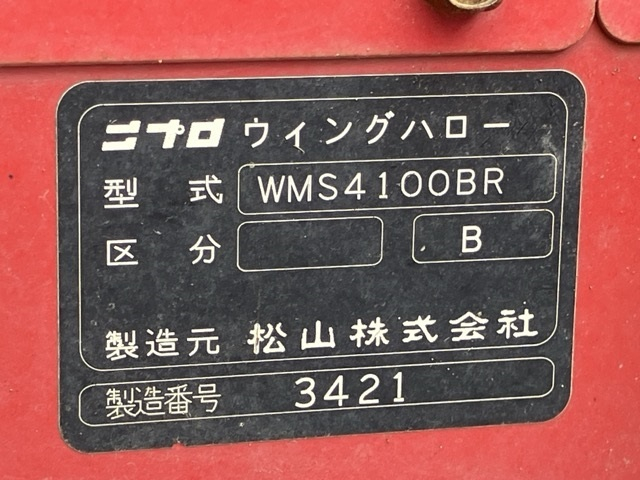 ニプロ ウィングハロー
型式 WMS4100BR
区分 B
製造元 松山株式会社
製造番号 3421